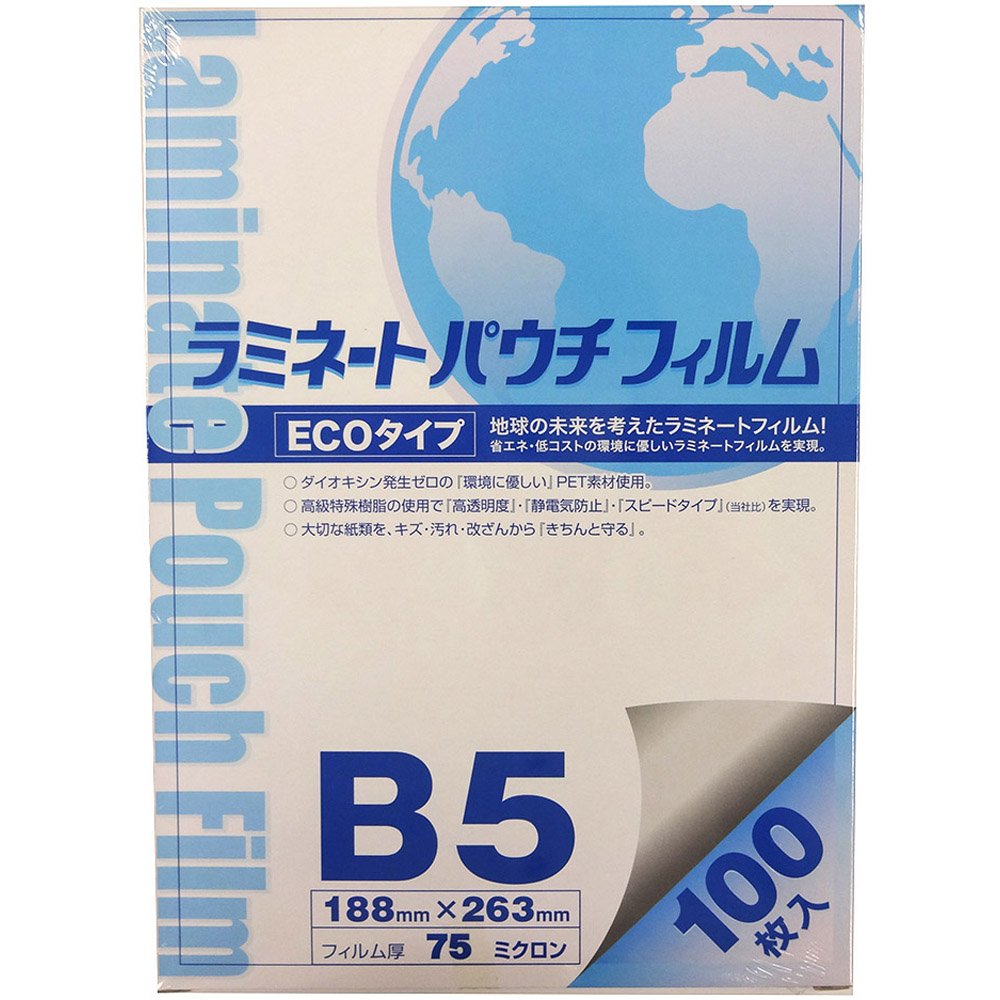 Laminate Pouch Film
ラミネート パウチ フィルム
ECOタイプ
地球の未来を考えたラミネートフィルム!
省エネ・低コストの環境に優しいラミネートフィルムを実現。
○ ダイオキシン発生ゼロの『環境に優しい』PET素材使用。
○ 高級特殊樹脂の使用で『高透明度』・『静電気防止』・『スピードタイプ』(当社比)を実現。
○ 大切な紙類を、キズ・汚れ・改ざんから『きちんと守る』。
B5
188mm×263mm
フィルム厚 75 ミクロン
100
枚入